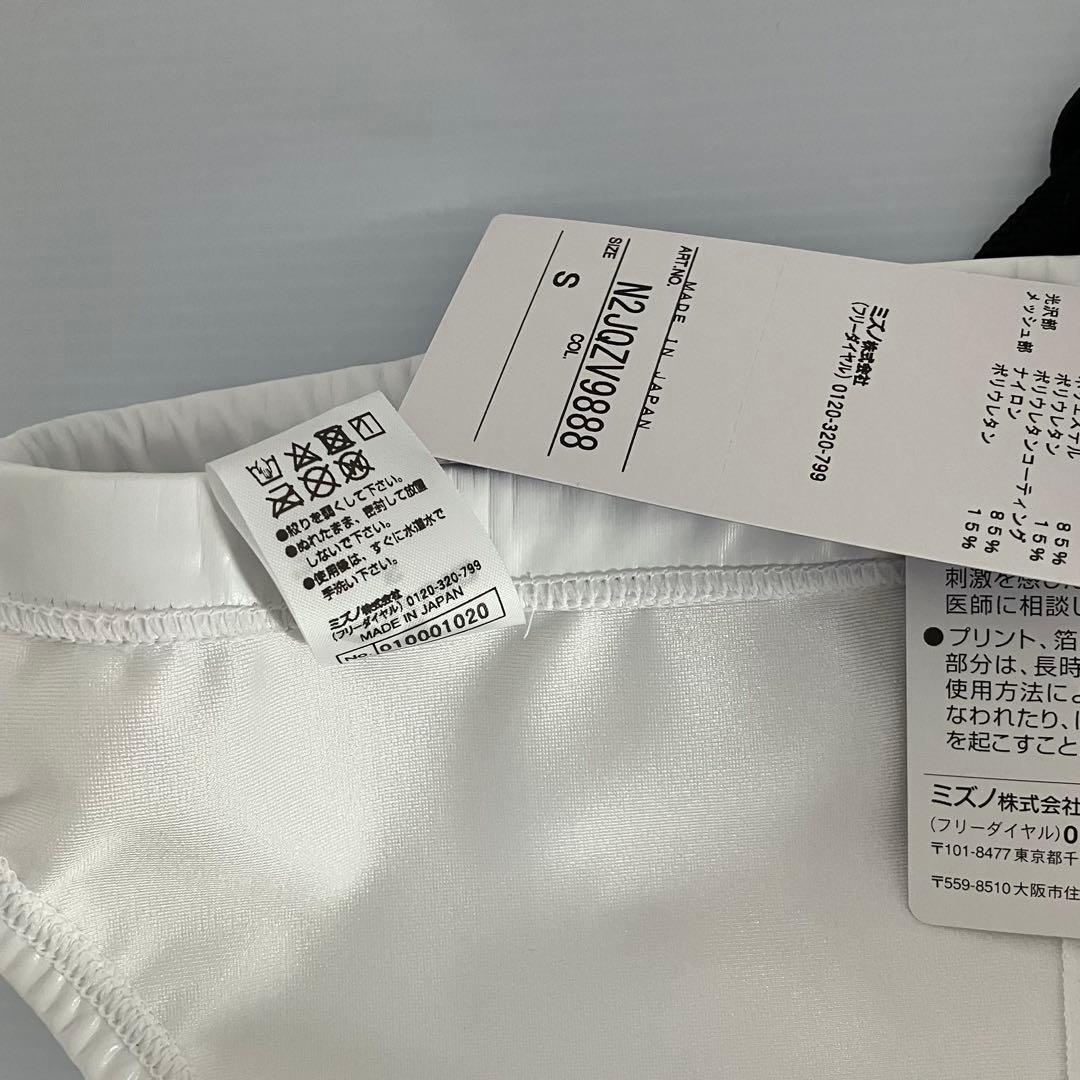 MADE IN JAPAN
ART.NO.
N2JQZV9888
SIZE
S
COL.
ミズノ株式会社
(フリーダイヤル) 0120-320-799
光沢部
ポリウレタン
85%
ポリウレタンコーティング
15%
メッシュ部
ナイロン
85%
ポリウレタン
15%
●絞りを弱くして下さい。
●ぬれたまま、密封して放置
しないで下さい。
●使用後は、すぐに水道水で
手洗い下さい。
ミズノ株式会社
(フリーダイヤル) 0120-320-799
MADE IN JAPAN
No. 910001020
医師に相談し
●プリント、箔
部分は、長時
使用方法によ
なわれたり、
を起こすこと
ミズノ株式会社
(フリーダイヤル) 0
〒101-8477 東京都千
〒559-8510 大阪市住